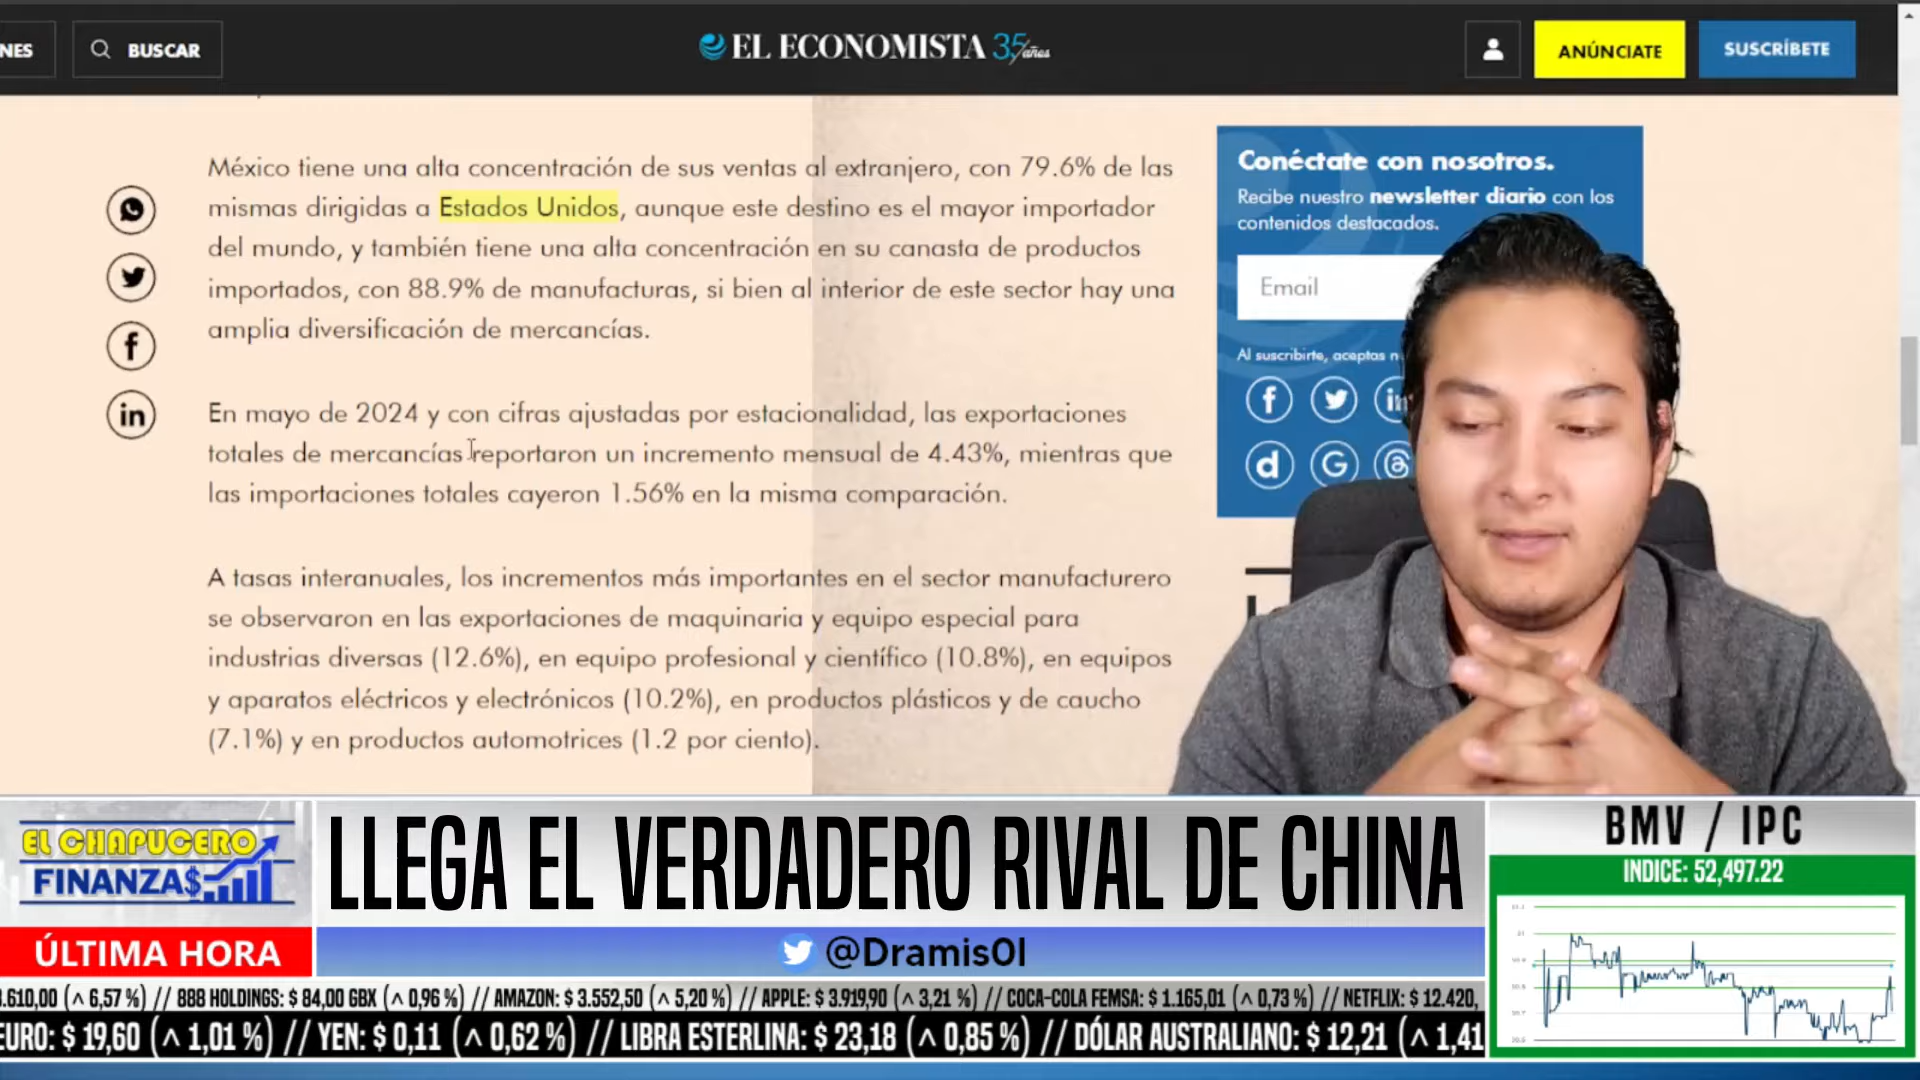 NES
BUSCAR
EL ECONOMISTA 35 años
ANÚNCIATE
SUSCRÍBETE
México tiene una alta concentración de sus ventas al extranjero, con 79.6% de las
mismas dirigidas a Estados Unidos, aunque este destino es el mayor importador
del mundo, y también tiene una alta concentración en su canasta de productos
importados, con 88.9% de manufacturas, si bien al interior de este sector hay una
amplia diversificación de mercancías.
En mayo de 2024 y con cifras ajustadas por estacionalidad, las exportaciones
totales de mercancías reportaron un incremento mensual de 4.43%, mientras que
las importaciones totales cayeron 1.56% en la misma comparación.
A tasas interanuales, los incrementos más importantes en el sector manufacturero
se observaron en las exportaciones de maquinaria y equipo especial para
industrias diversas (12.6%), en equipo profesional y científico (10.8%), en equipos
y aparatos eléctricos y electrónicos (10.2%), en productos plásticos y de caucho
(7.1%) y en productos automotrices (1.2 por ciento).
Conéctate con nosotros.
Recibe nuestro newsletter diario con los
contenidos destacados.
Email
Al suscribirte, aceptas n
EL CHAPUCERO
FINANZA$
ÚLTIMA HORA
LLEGA EL VERDADERO RIVAL DE CHINA
@Dramis01
BMV / IPC
INDICE: 52,497.22
.610,00 (^ 6,57 %) // 888 HOLDINGS: $ 84,00 GBX (^ 0,96 %) // AMAZON: $ 3.552,50 (^ 5,20 %) // APPLE: $ 3.919,90 (^ 3,21 %) // COCA-COLA FEMSA: $ 1.165,01 (^ 0,73 %) // NETFLIX: $ 12.420,
EURO: $ 19,60 (^ 1,01 %) // YEN: $ 0,11 (^ 0,62 %) // LIBRA ESTERLINA: $ 23,18 (^ 0,85 %) // DÓLAR AUSTRALIANO: $ 12,21 (^ 1,41